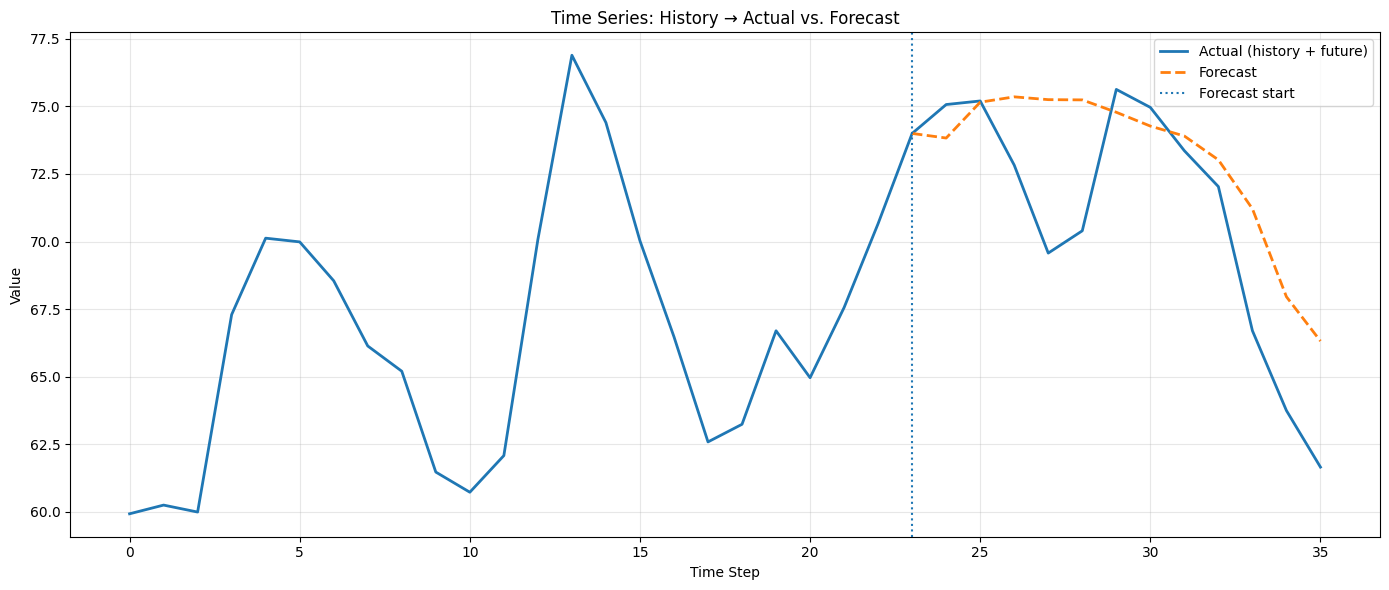 Time Series: History → Actual vs. Forecast
Actual (history + future)
Forecast
Forecast start
Value
77.5
75.0
72.5
70.0
67.5
65.0
62.5
60.0
0 5 10 15 20 25 30 35
Time Step